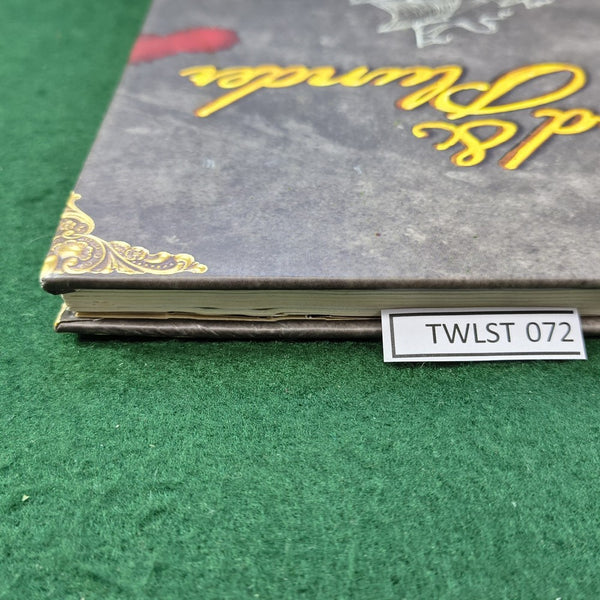 d &
Plunder
TWLST 072